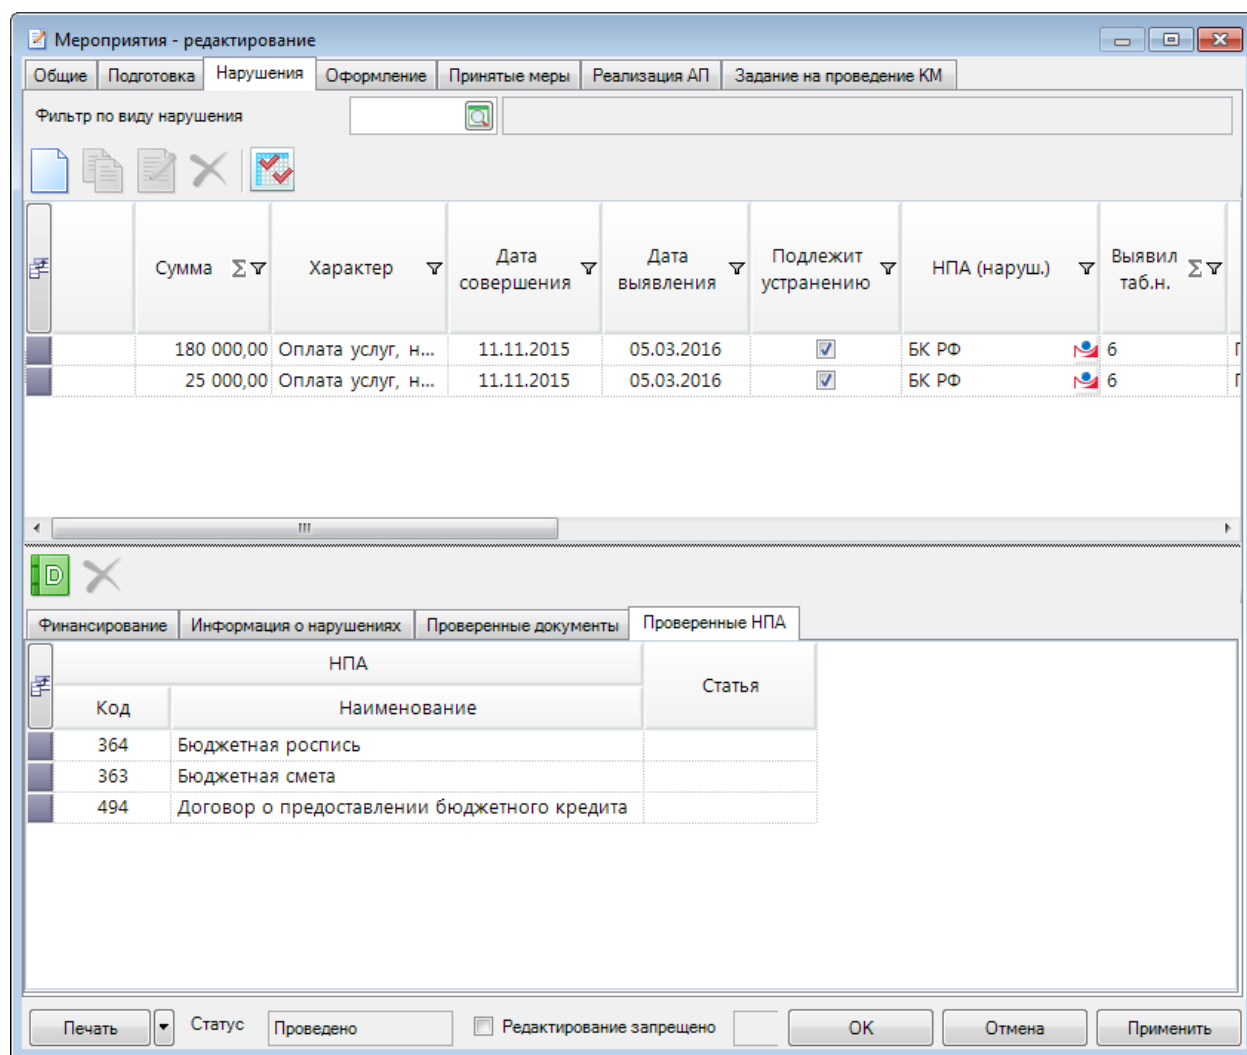 Мероприятия - редактирование
Общие Подготовка Нарушения Оформление Принятые меры Реализация АП Задание на проведение КМ
Фильтр по виду нарушения
Сумма Σ Характер Дата совершения Дата выявления Подлежит устранению НПА (наруш.) Выявил таб.н. Σ
180 000,00 Оплата услуг, н... 11.11.2015 05.03.2016 БК РФ 6
25 000,00 Оплата услуг, н... 11.11.2015 05.03.2016 БК РФ 6
D
Финансирование Информация о нарушениях Проверенные документы Проверенные НПА
НПА Статья
Код Наименование
364 Бюджетная роспись
363 Бюджетная смета
494 Договор о предоставлении бюджетного кредита
Печать Статус Проведено Редактирование запрещено OK Отмена Применить